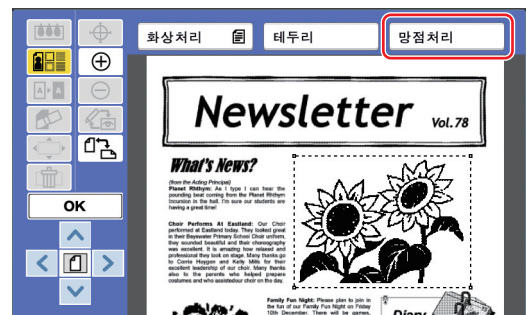 화상처리
테두리
망점처리
Newsletter Vol. 78
What's News?
(from the Acting Principal)
Planet Rhthym: As I type I can hear the
pounding beat coming from the Planet Rhthym
incursion in the hall. I'm sure our students are
having a great time!
Choir Performs At Eastland: Our Choir
performed at Eastland today. They looked great
in their Bayswater Primary School Choir uniform,
they sounded beautiful and their choreography
was excellent. It is amazing how relaxed and
professional they look on stage. Many thanks go
to Corrie Huygen and Kelly Mills for their
excellent leadership of our choir. Many thanks
also to the parents who helped prepare
costumes and who assistedour choir on the day.
OK
Family Fun Night: Please plan to join in
the fun of our Family Fun Night on Friday
10th December. There will be games,
Diary